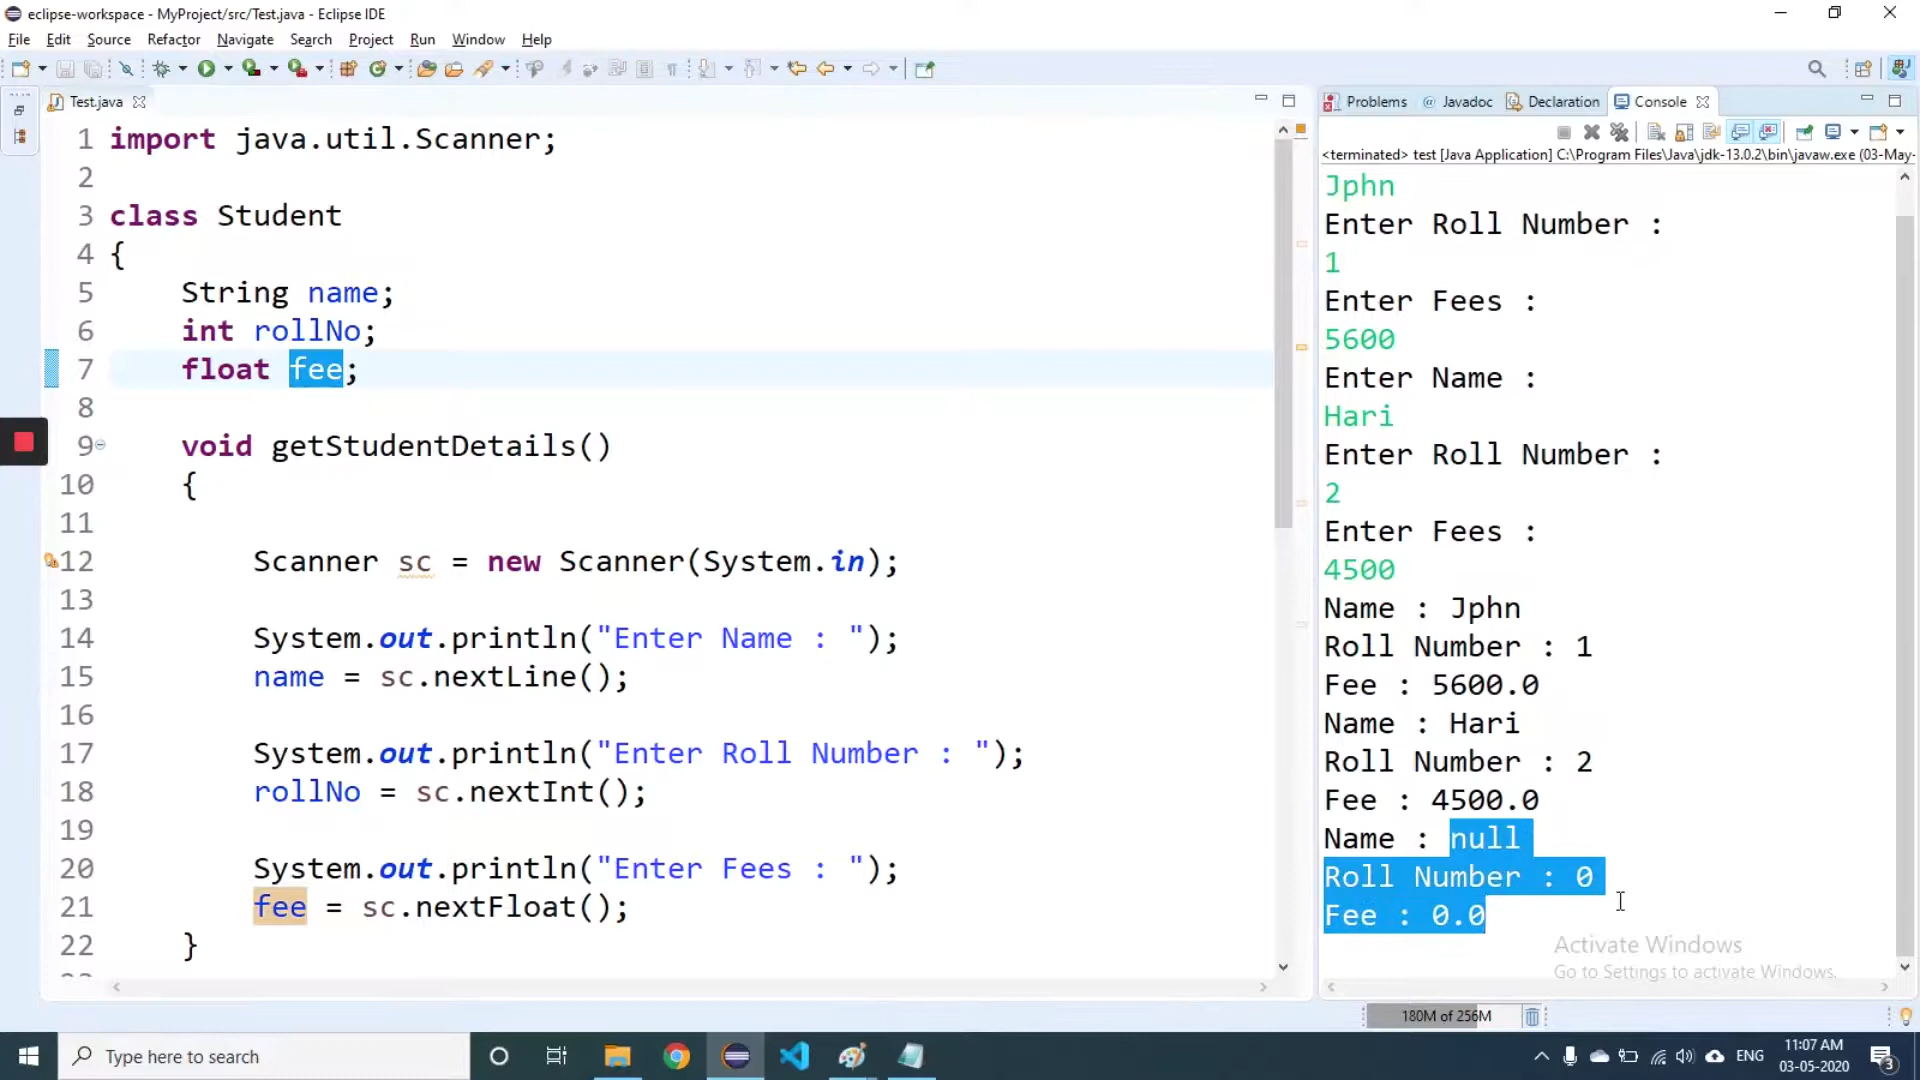 eclipse-workspace - MyProject/src/Test.java - Eclipse IDE
File Edit Source Refactor Navigate Search Project Run Window Help
Test.java
1 import java.util.Scanner;
2
3 class Student
4 {
5 String name;
6 int rollNo;
7 float fee;
8
9 void getStudentDetails()
10 {
11
12 Scanner sc = new Scanner(System.in);
13
14 System.out.println("Enter Name : ");
15 name = sc.nextLine();
16
17 System.out.println("Enter Roll Number : ");
18 rollNo = sc.nextInt();
19
20 System.out.println("Enter Fees : ");
21 fee = sc.nextFloat();
22 }
Problems @ Javadoc Declaration Console
<terminated> test [Java Application] C:\Program Files\Java\jdk-13.0.2\bin\javaw.exe (03-May-
Jphn
Enter Roll Number :
1
Enter Fees :
5600
Enter Name :
Hari
Enter Roll Number :
2
Enter Fees :
4500
Name : Jphn
Roll Number : 1
Fee : 5600.0
Name : Hari
Roll Number : 2
Fee : 4500.0
Name : null
Roll Number : 0
Fee : 0.0
Activate Windows
Go to Settings to activate Windows.
180M of 256M
Type here to search
ENG
11:07 AM
03-05-2020
3